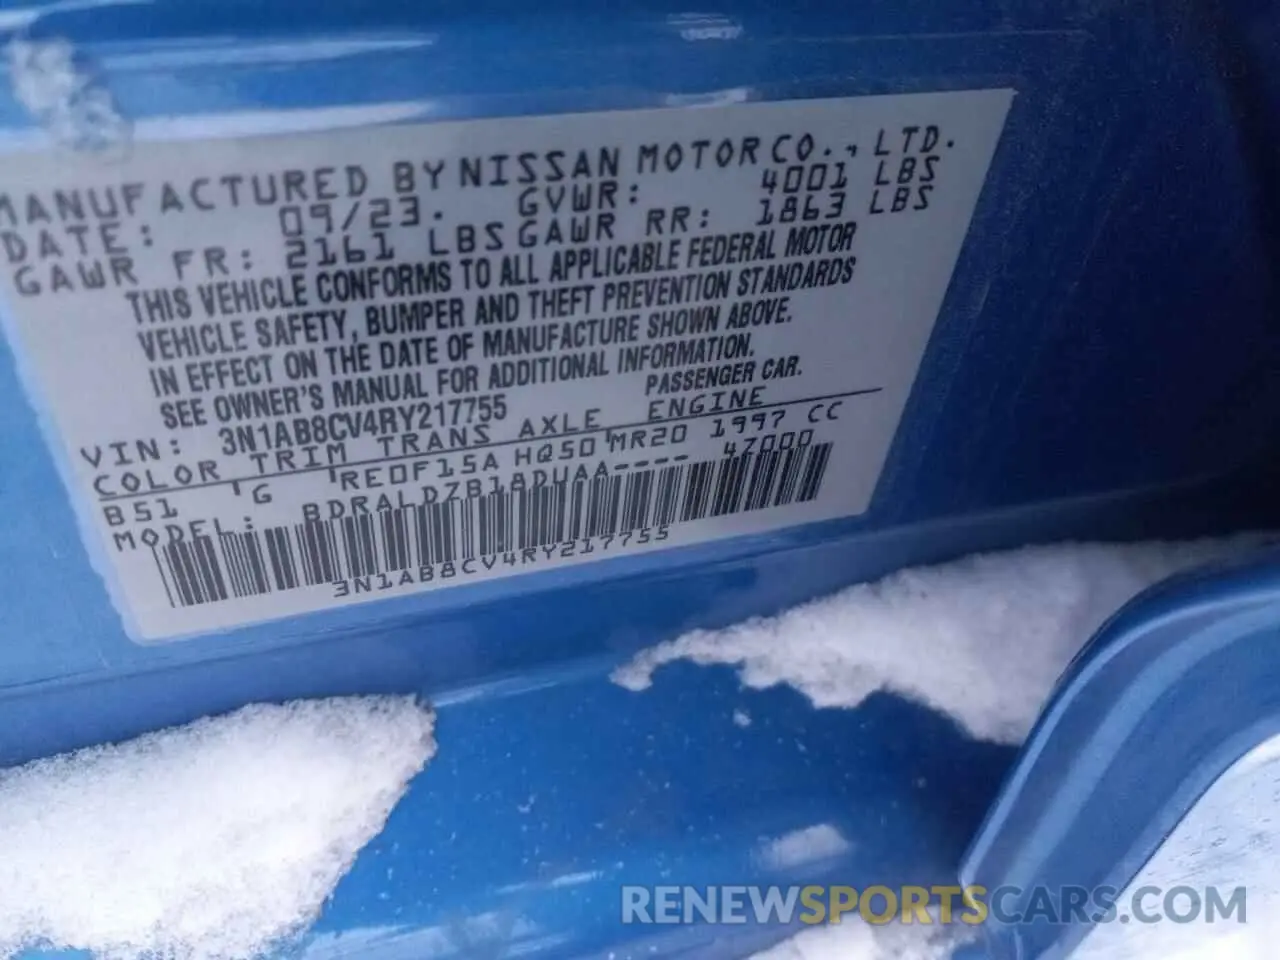 MANUFACTURED BY NISSAN MOTOR CO., LTD.
DATE: 09/23. GVWR: 4001 LBS
GAWR FR: 2161 LBS GAWR RR: 1863 LBS
THIS VEHICLE CONFORMS TO ALL APPLICABLE FEDERAL MOTOR
VEHICLE SAFETY, BUMPER AND THEFT PREVENTION STANDARDS
IN EFFECT ON THE DATE OF MANUFACTURE SHOWN ABOVE.
SEE OWNER'S MANUAL FOR ADDITIONAL INFORMATION.
VIN: 3N1AB8CV4RY217755 PASSENGER CAR.
COLOR TRIM TRANS AXLE ENGINE
B51 'G 'RE0F15A HQ50'MR20 1997 CC
MODEL: BDRALDZB18DUAA---- 47000
3N1AB8CV4RY217755
RENEWSPORTSCARS.COM